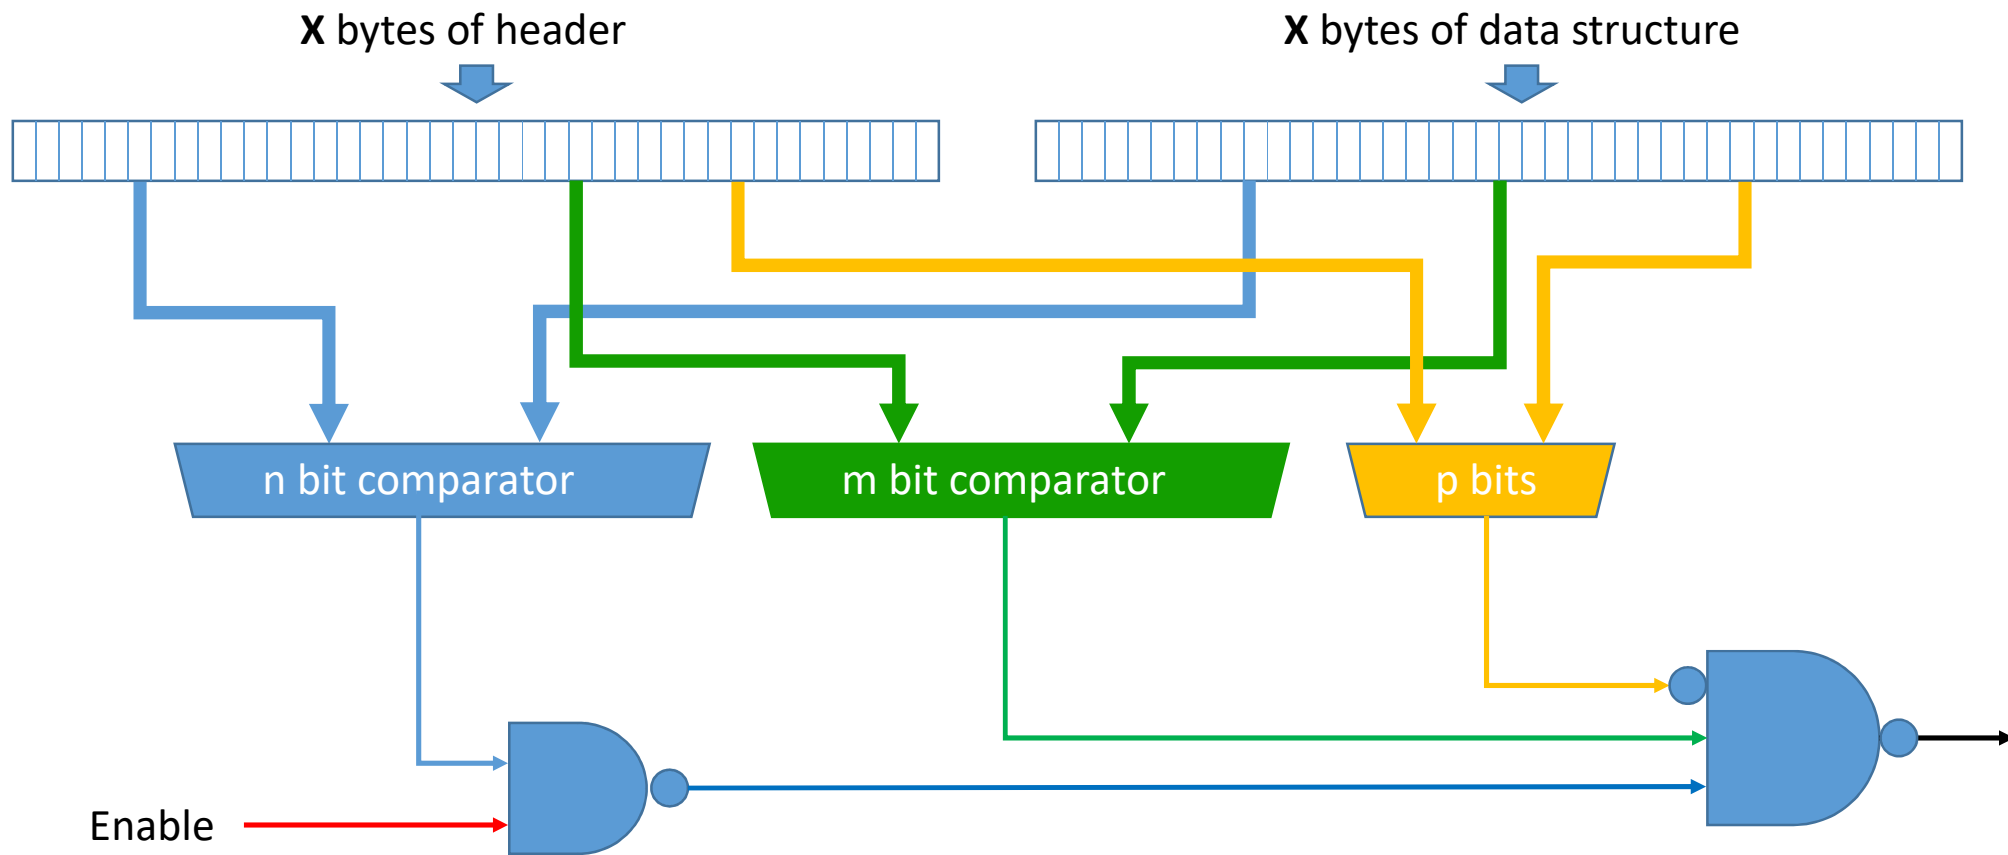 X bytes of header
X bytes of data structure
n bit comparator
m bit comparator
p bits
Enable